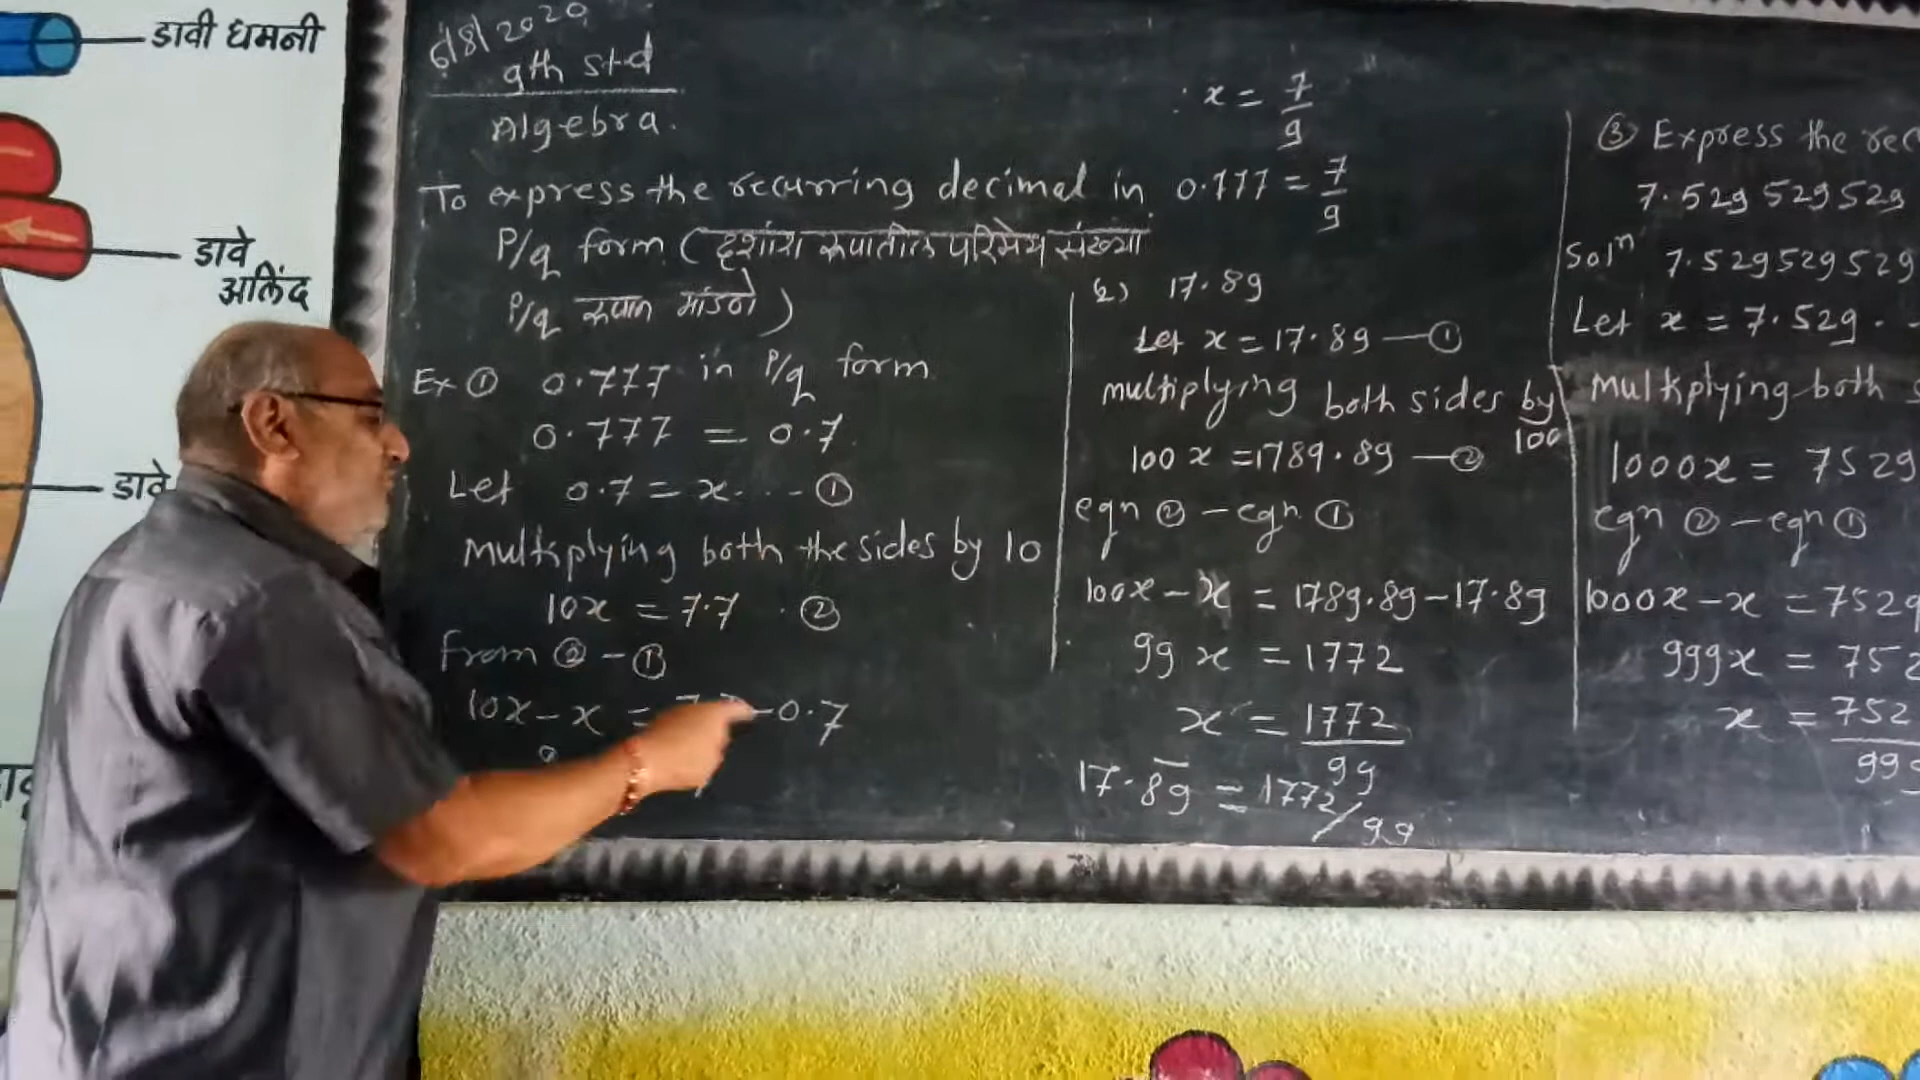 डावी धमनी
डावे
अलिंद
डावे
6/8/2020
9th std
Algebra.
To express the recurring decimal in
P/q form (दशांश रूपातील परिमेय संख्या
P/q रूपात मांडणे)
Ex ① 0.777 in P/q form
0.777 = 0.7
Let 0.7 = x ... ①
Multiplying both the sides by 10
10x = 7.7 ②
From ② - ①
10x - x = 7.7 - 0.7
9
∴ x = 7/9
0.777 = 7/9
2) 17.89
Let x = 17.89 — ①
multiplying both sides by
100
100 x = 1789.89 — ②
eqn ② - eqn ①
100x - x = 1789.89 - 17.89
99 x = 1772
x = 1772/99
17.8̅9̅ = 1772/99
③ Express the rec
7.529 529 529
Solⁿ 7.529529529
Let x = 7.529..
Multiplying both s
1000x = 7529
eqn ② - eqn ①
1000x - x = 7529
999x = 752
x = 752
999